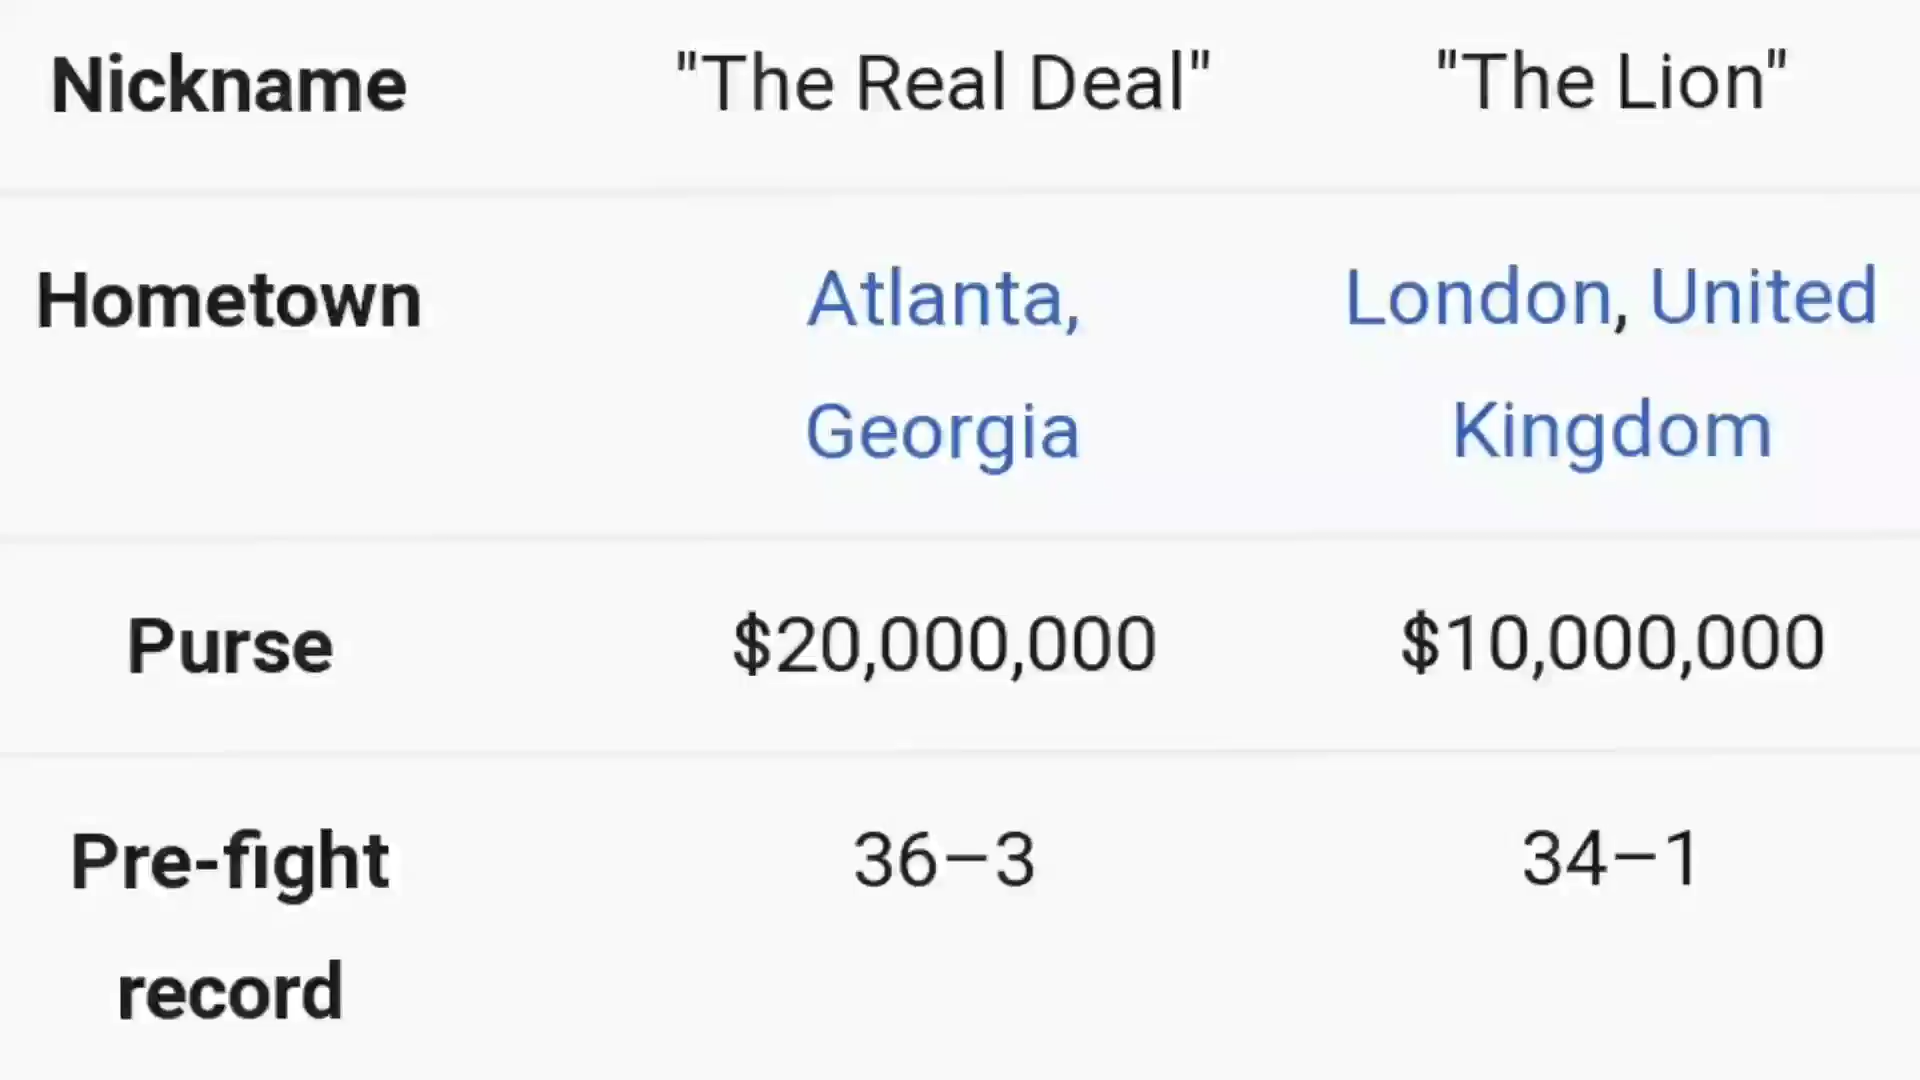 Nickname "The Real Deal" "The Lion"
Hometown Atlanta, London, United
Georgia Kingdom
Purse $20,000,000 $10,000,000
Pre-fight 36–3 34–1
record